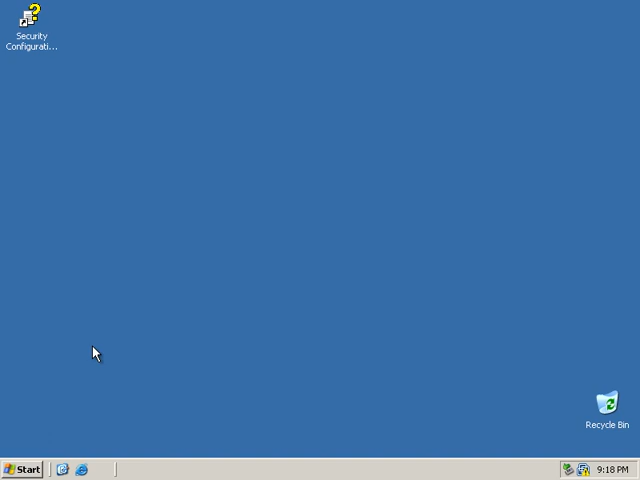 Security
Configurati...
Recycle Bin
Start
9:18 PM